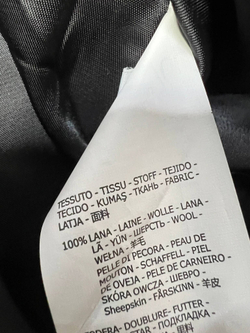 TESSUTO - TISSU - STOFF - TEJIDO -
TECIDO - KUMAŞ - ТКАНЬ - FABRIC -
LATJA - 面料
100% LANA - LAINE - WOLLE - LANA -
LÃ - YÜN - ШЕРСТЬ - WOOL -
WEŁNA - 羊毛
PELLE DI PECORA - PEAU DE
MOUTON - SCHAFFELL - PIEL
DE OVEJA - PELE DE CARNEIRO
SKÓRA OWCZA - ШЕВРО -
Sheepskin - FÅRSKINN - 羊皮
FODERA - DOUBLURE - FUTTER -
ПОДКЛАДКА -